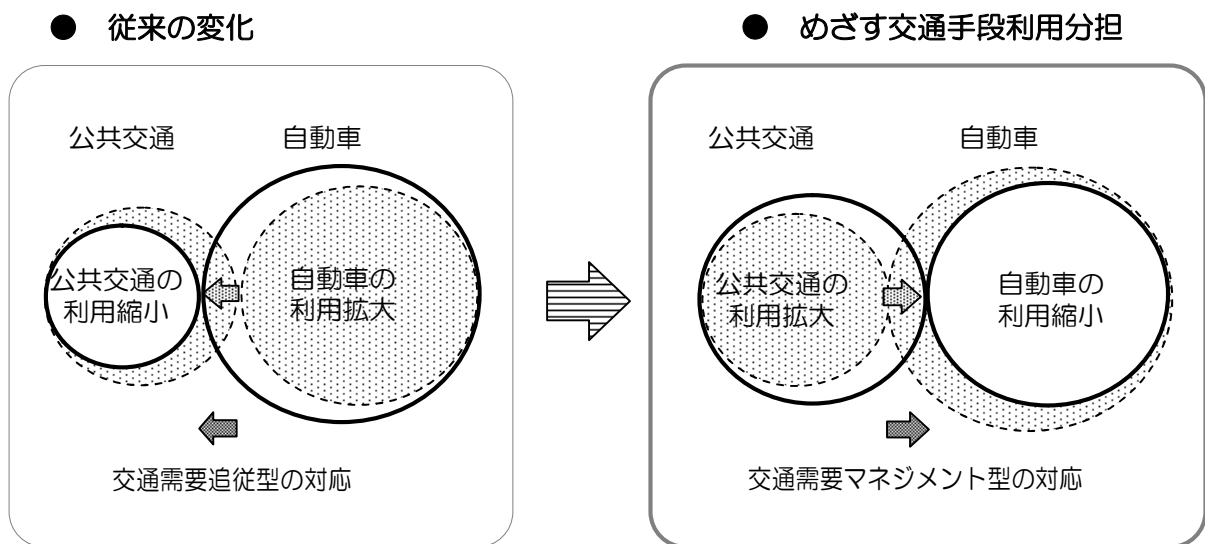 ● 従来の変化
公共交通
自動車
公共交通の
利用縮小
自動車の
利用拡大
交通需要追従型の対応
● めざす交通手段利用分担
公共交通
自動車
公共交通の
利用拡大
自動車の
利用縮小
交通需要マネジメント型の対応